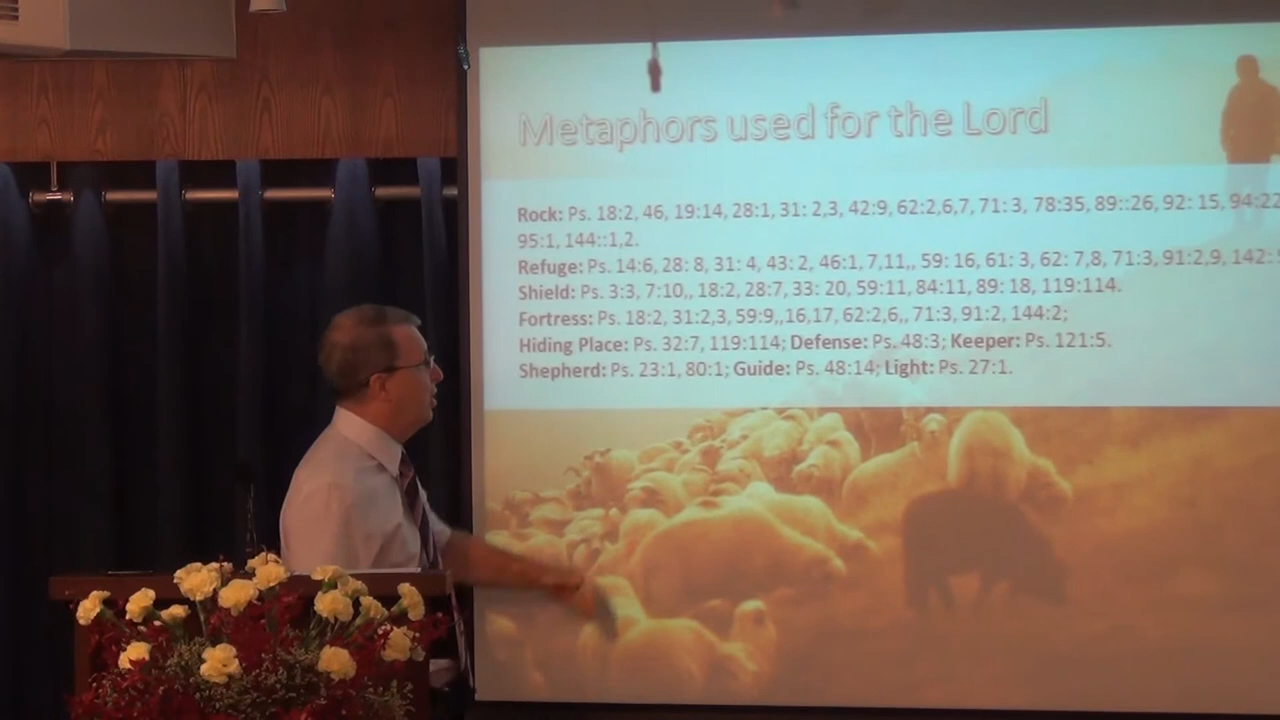 Metaphors used for the Lord
Rock: Ps. 18:2, 46, 19:14, 28:1, 31: 2,3, 42:9, 62:2,6,7, 71: 3, 78:35, 89::26, 92: 15, 94:22
95:1, 144::1,2.
Refuge: Ps. 14:6, 28: 8, 31: 4, 43: 2, 46:1, 7,11,, 59: 16, 61: 3, 62: 7,8, 71:3, 91:2,9, 142:
Shield: Ps. 3:3, 7:10,, 18:2, 28:7, 33: 20, 59:11, 84:11, 89: 18, 119:114.
Fortress: Ps. 18:2, 31:2,3, 59:9,,16,17, 62:2,6,, 71:3, 91:2, 144:2;
Hiding Place: Ps. 32:7, 119:114; Defense: Ps. 48:3; Keeper: Ps. 121:5.
Shepherd: Ps. 23:1, 80:1; Guide: Ps. 48:14; Light: Ps. 27:1.